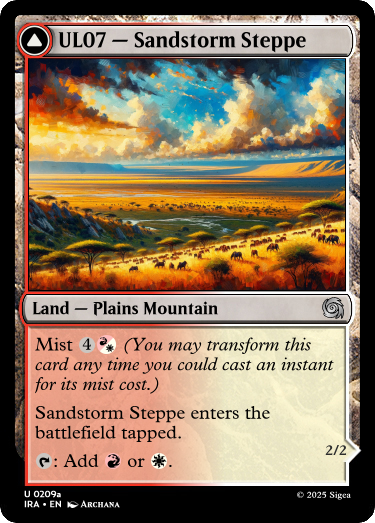 UL07 — Sandstorm Steppe
Land — Plains Mountain
Mist 4 (You may transform this
card any time you could cast an instant
for its mist cost.)
Sandstorm Steppe enters the
battlefield tapped.
: Add or .
2/2
U 0209a
IRA • EN Archana
© 2025 Sigea